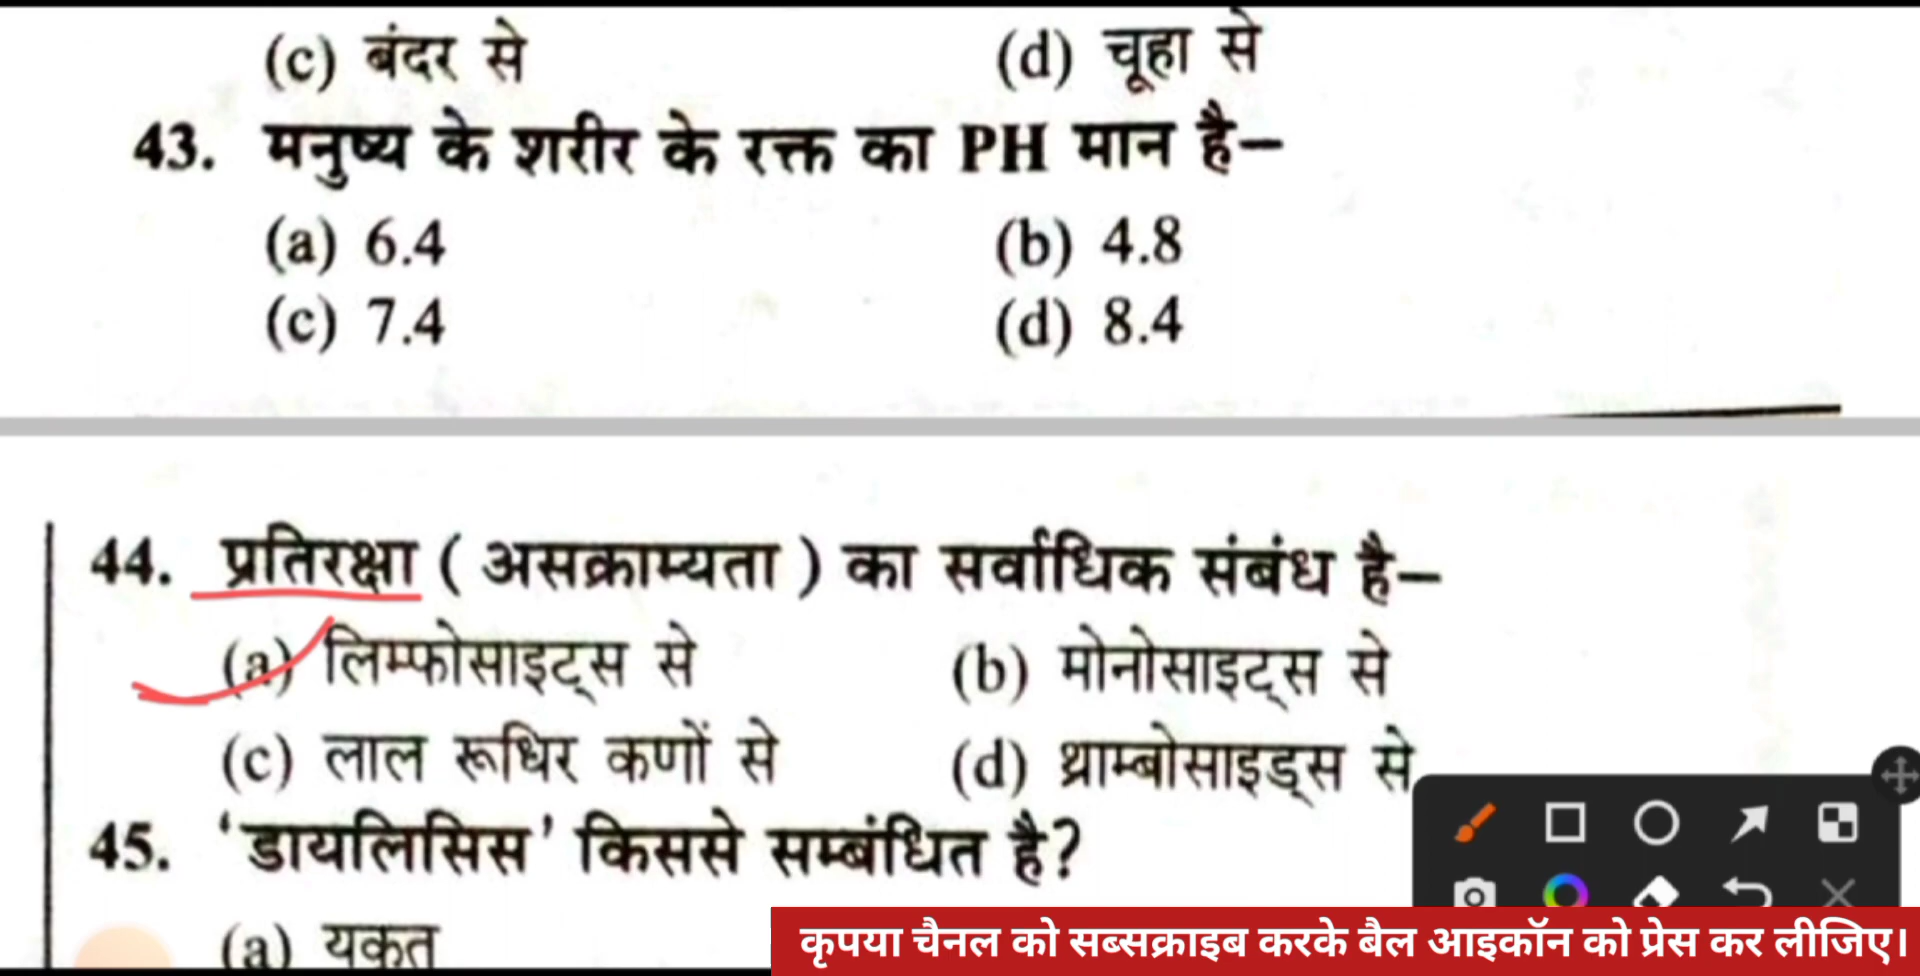 (c) बंदर से (d) चूहा से
43. मनुष्य के शरीर के रक्त का PH मान है–
(a) 6.4 (b) 4.8
(c) 7.4 (d) 8.4
44. प्रतिरक्षा ( असक्राम्यता ) का सर्वाधिक संबंध है–
(a) लिम्फोसाइट्स से (b) मोनोसाइट्स से
(c) लाल रूधिर कणों से (d) थ्राम्बोसाइड्स से
45. ‘डायलिसिस’ किससे सम्बंधित है?
(a) यकृत
कृपया चैनल को सब्सक्राइब करके बैल आइकॉन को प्रेस कर लीजिए।